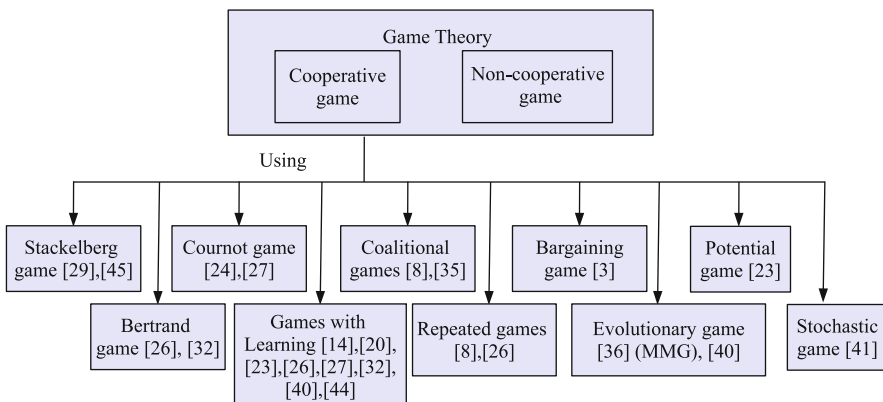 Game Theory
Cooperative
game
Non-cooperative
game
Using
Stackelberg
game [29],[45]
Cournot game
[24],[27]
Coalitional
games [8],[35]
Bargaining
game [3]
Potential
game [23]
Bertrand
game [26], [32]
Games with
Learning [14],[20],
[23],[26],[27],[32],
[40],[44]
Repeated games
[8],[26]
Evolutionary game
[36] (MMG), [40]
Stochastic
game [41]